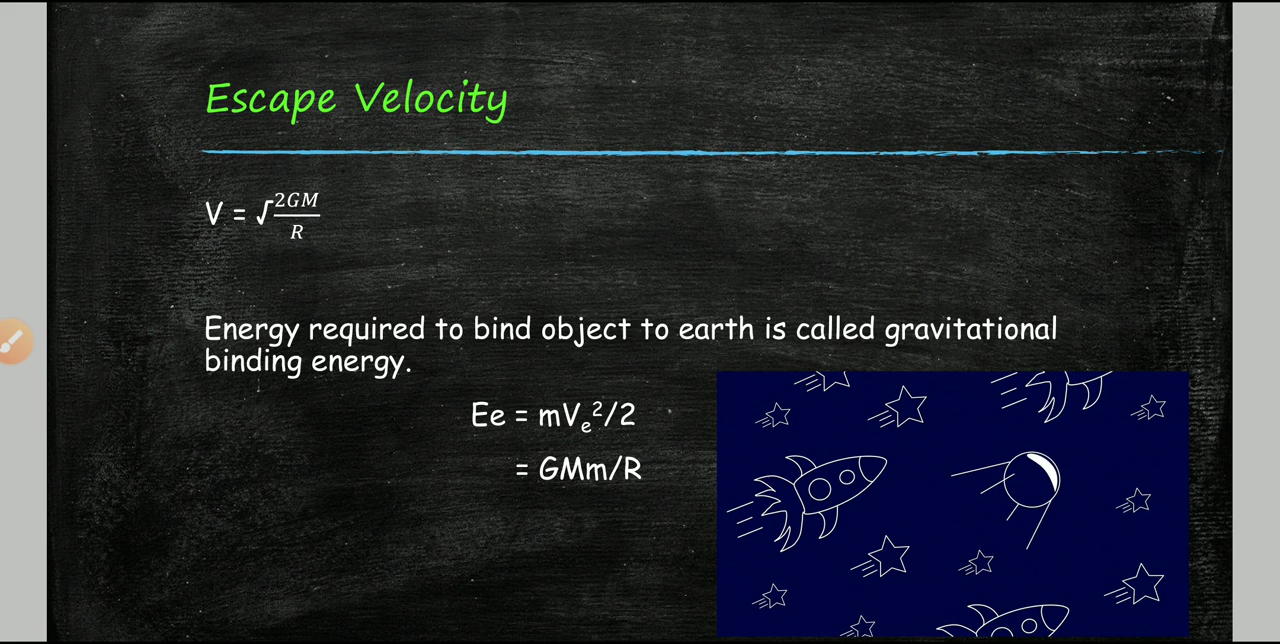 Escape Velocity
V = √2GM/R
Energy required to bind object to earth is called gravitational
binding energy.
Ee = mVₑ²/2
= GMm/R